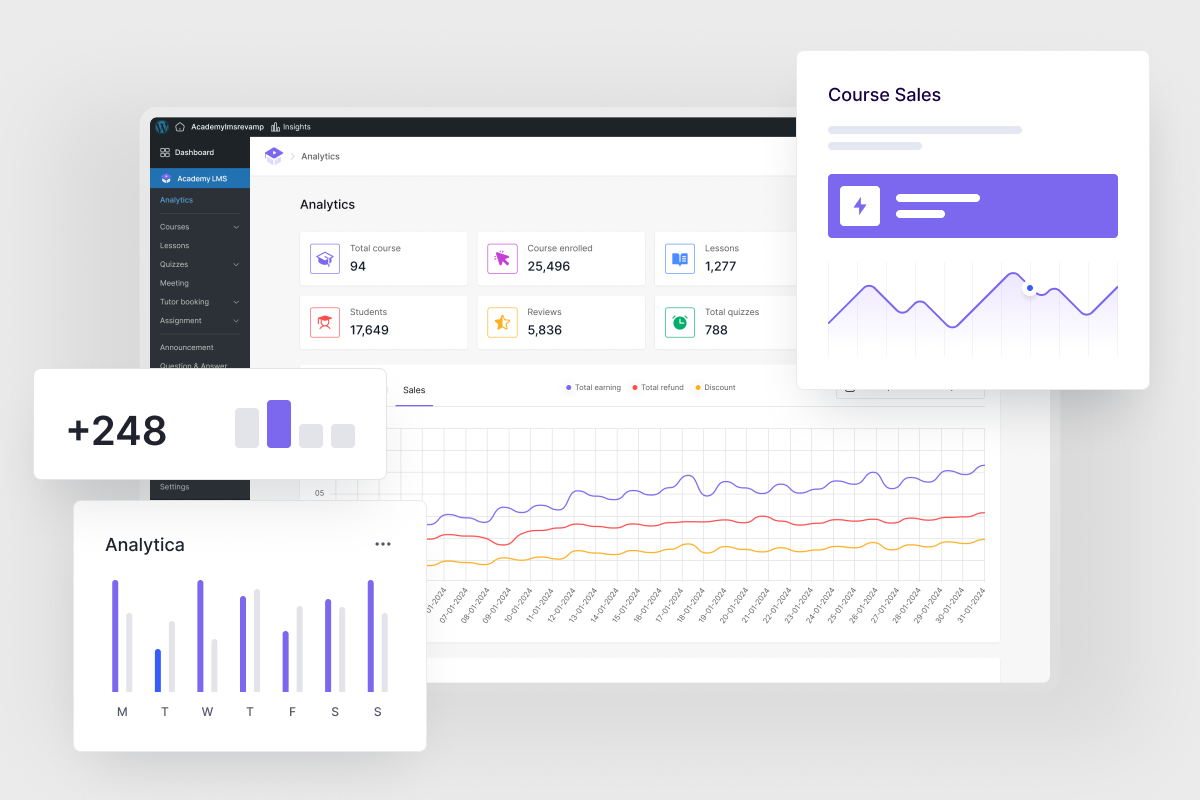 Course Sales
Academylmsrevamp Insights
Dashboard
Academy LMS
Analytics
Courses
Lessons
Quizzes
Meeting
Tutor booking
Assignment
Announcement
Question & Answer
Settings
Analytics
Analytics
Total course
94
Course enrolled
25,496
Lessons
1,277
Students
17,649
Reviews
5,836
Total quizzes
788
Sales
Total earning Total refund Discount
05
01-2024 07-01-2024 08-01-2024 09-01-2024 10-01-2024 11-01-2024 12-01-2024 13-01-2024 14-01-2024 15-01-2024 16-01-2024 17-01-2024 18-01-2024 19-01-2024 20-01-2024 21-01-2024 22-01-2024 23-01-2024 24-01-2024 25-01-2024 26-01-2024 27-01-2024 28-01-2024 29-01-2024 30-01-2024 31-01-2024
+248
Analytica
M T W T F S S